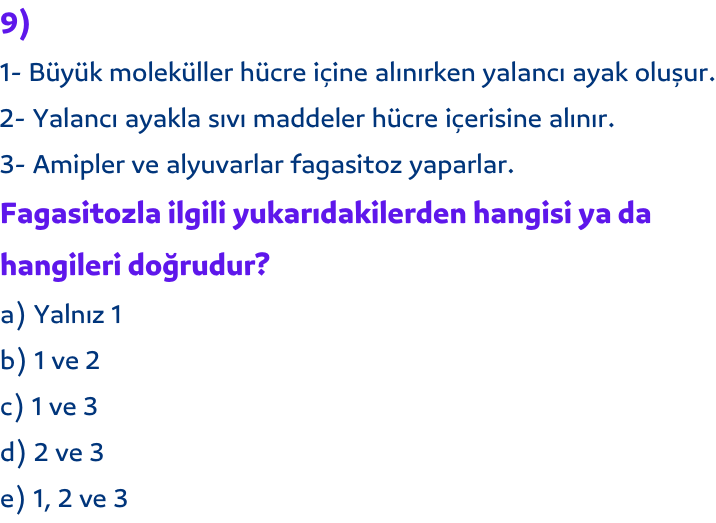 9)
1- Büyük moleküller hücre içine alınırken yalancı ayak oluşur.
2- Yalancı ayakla sıvı maddeler hücre içerisine alınır.
3- Amipler ve alyuvarlar fagasitoz yaparlar.
Fagasitozla ilgili yukarıdakilerden hangisi ya da
hangileri doğrudur?
a) Yalnız 1
b) 1 ve 2
c) 1 ve 3
d) 2 ve 3
e) 1, 2 ve 3